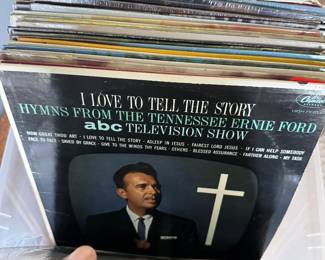 Capitol
I LOVE TO TELL THE STORY
HYMNS FROM THE TENNESSEE ERNIE FORD
abc TELEVISION SHOW
HOW GREAT THOU ART · I LOVE TO TELL THE STORY · ASLEEP IN JESUS · FAIREST LORD JESUS · IF I CAN HELP SOMEBODY
FACE TO FACE · SAVED BY GRACE · GIVE TO THE WINDS THY FEARS · OTHERS · BLESSED ASSURANCE · FARTHER ALONG · MY TASK